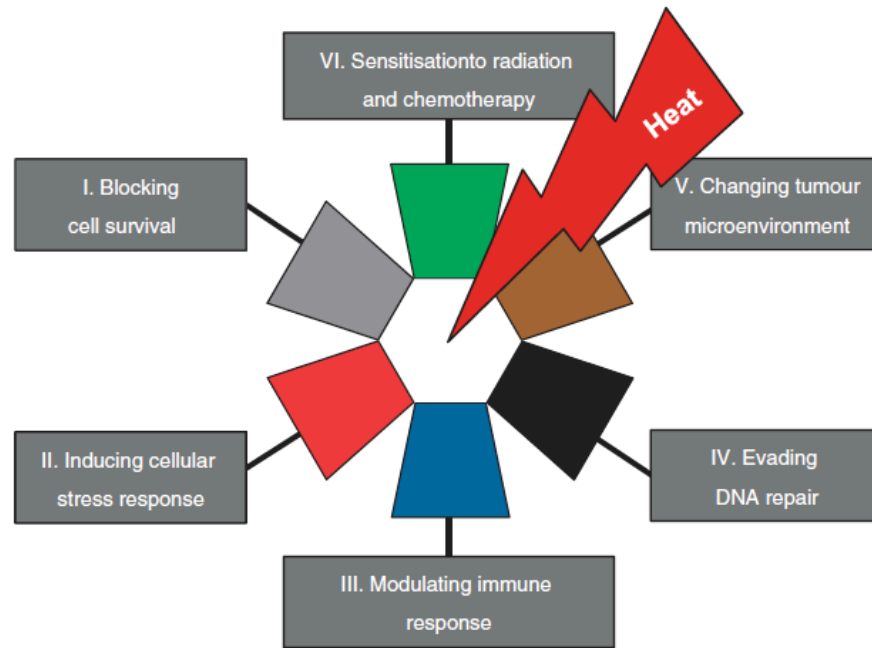 VI. Sensitisationto radiation
and chemotherapy
Heat
I. Blocking
cell survival
V. Changing tumour
microenvironment
II. Inducing cellular
stress response
IV. Evading
DNA repair
III. Modulating immune
response